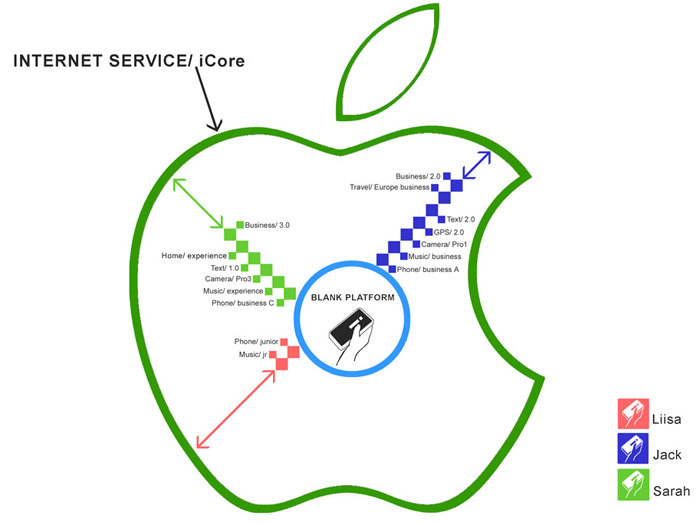 INTERNET SERVICE/ iCore
Business/ 2.0
Travel/ Europe business
Text/ 2.0
GPS/ 2.0
Camera/ Pro1
Music/ business
Phone/ business A
Business/ 3.0
Home/ experience
Text/ 1.0
Camera/ Pro3
Music/ experience
Phone/ business C
BLANK PLATFORM
Phone/ junior
Music/ jr
Liisa
Jack
Sarah